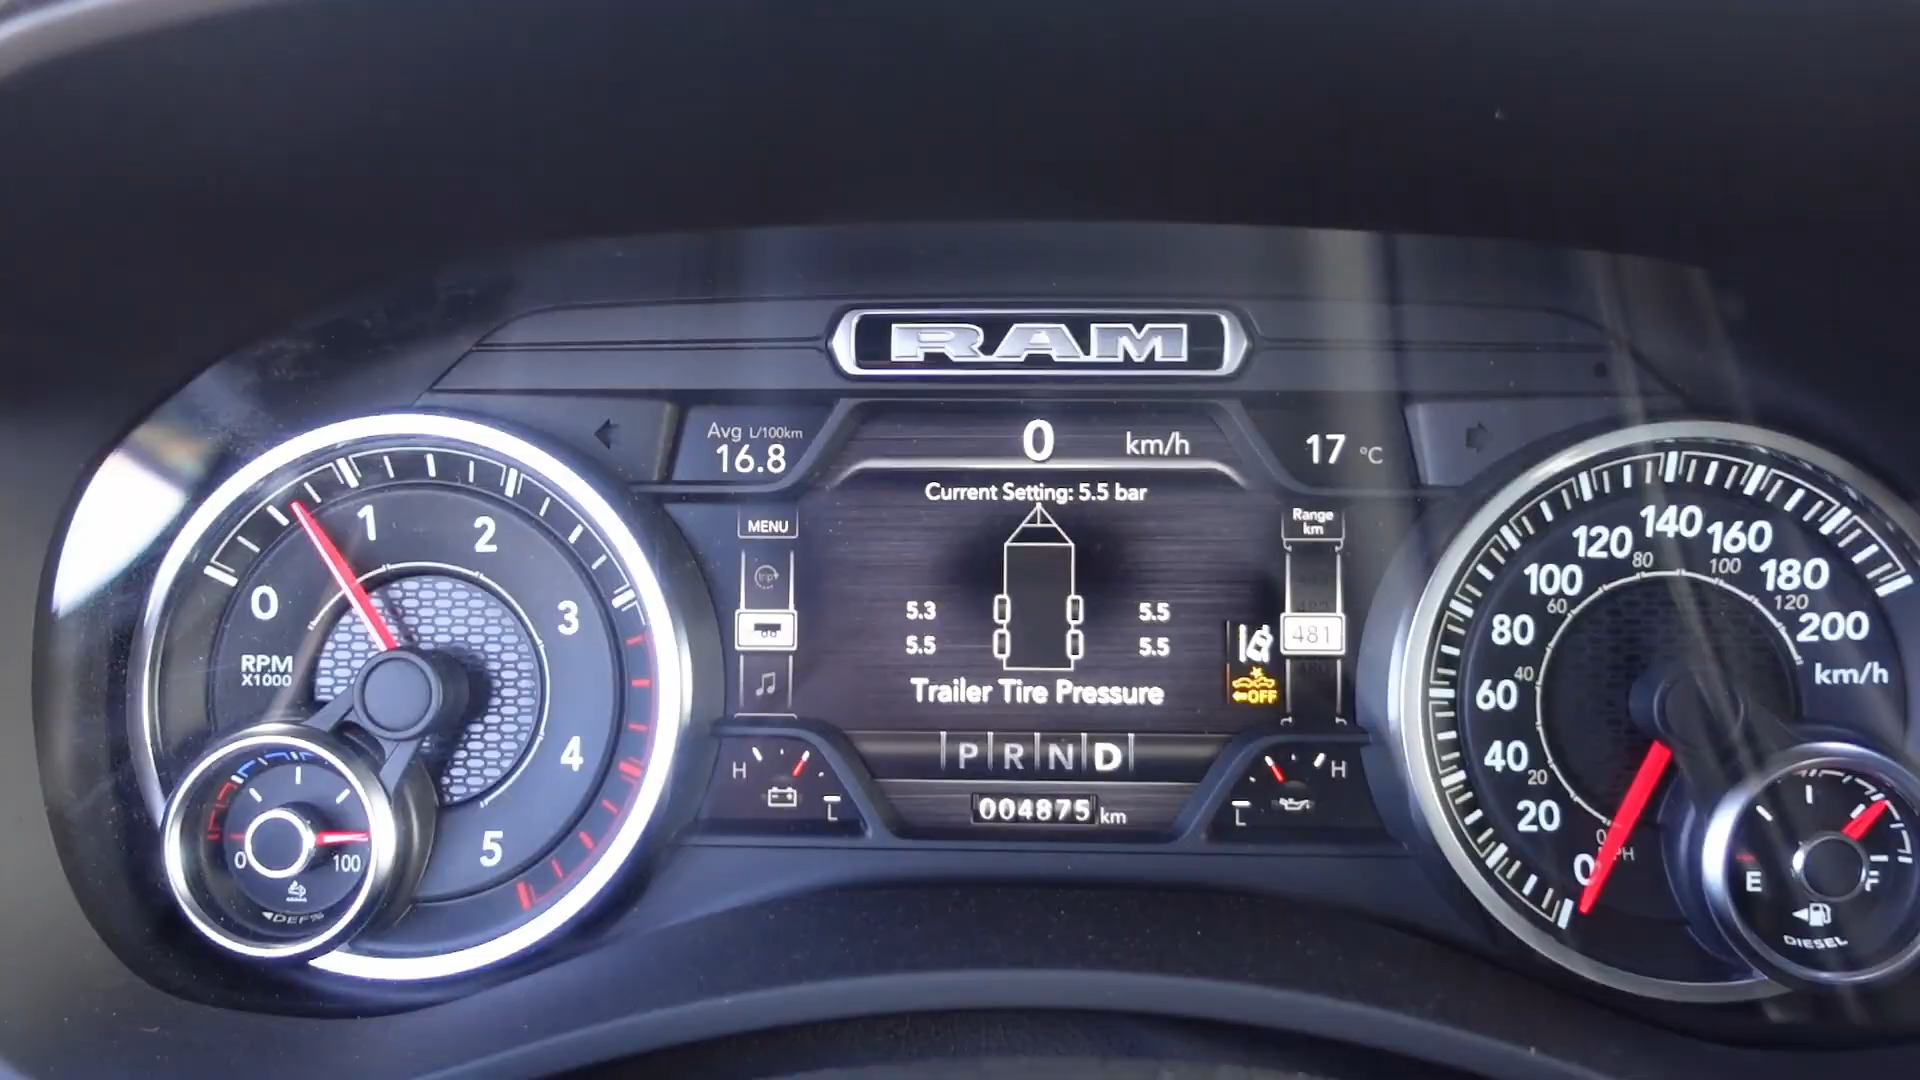 RAM
Avg L/100km
16.8
0 km/h
17 °C
Current Setting: 5.5 bar
MENU
Range
km
trip
5.3 5.5
5.5 5.5
481
Trailer Tire Pressure
OFF
P R N D
H
L
H
L
004875 km
0
1
2
3
4
5
RPM
X1000
0 100
DEF%
0
20
40
60
80
100
120
140
160
180
200
km/h
0
20
40
60
80
100
120
MPH
E F
DIESEL